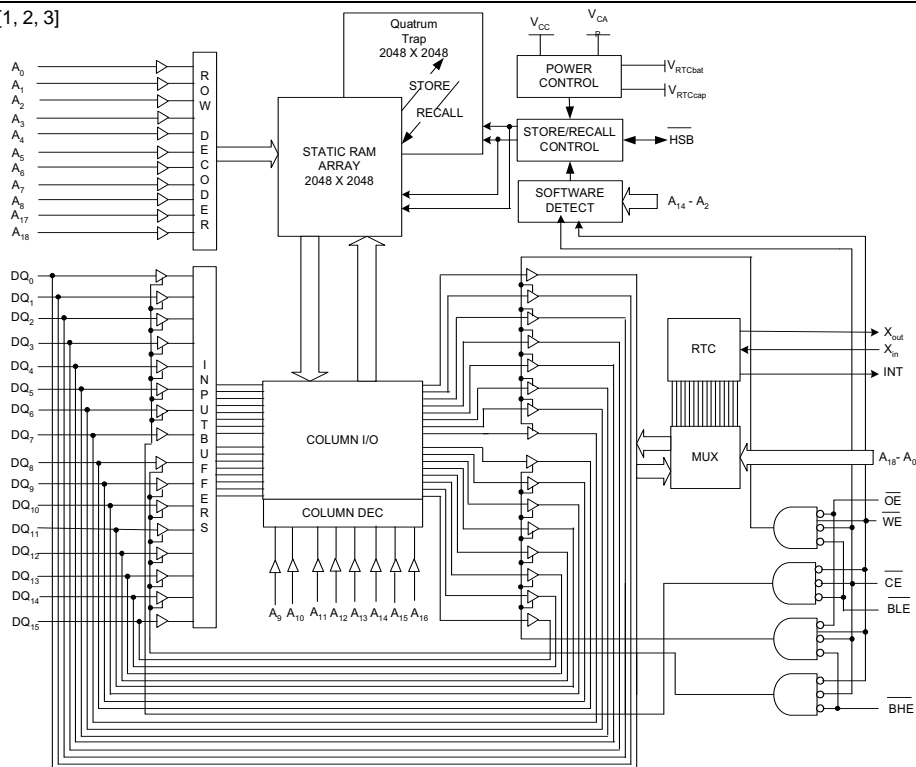 [1, 2, 3]
Quatrum
Trap
2048 X 2048
STORE
RECALL
STATIC RAM
ARRAY
2048 X 2048
ROW DECODER
A0
A1
A2
A3
A4
A5
A6
A7
A8
A17
A18
VCC
VCAP
POWER
CONTROL
VRTCbat
VRTCcap
STORE/RECALL
CONTROL
HSB
SOFTWARE
DETECT
A14 - A2
DQ0
DQ1
DQ2
DQ3
DQ4
DQ5
DQ6
DQ7
DQ8
DQ9
DQ10
DQ11
DQ12
DQ13
DQ14
DQ15
INPUTBUFFERS
COLUMN I/O
COLUMN DEC
A9 A10 A11 A12 A13 A14 A15 A16
RTC
Xout
Xin
INT
MUX
A18- A0
OE
WE
CE
BLE
BHE